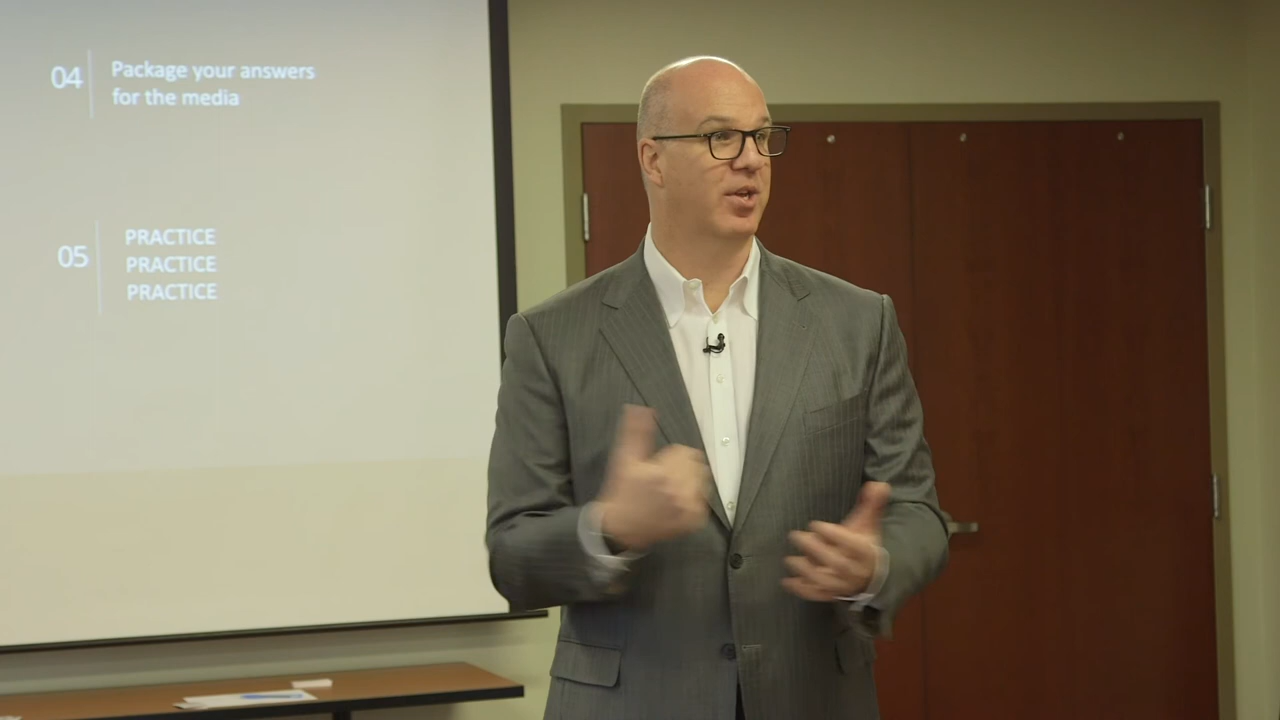 04
Package your answers
for the media
05
PRACTICE
PRACTICE
PRACTICE